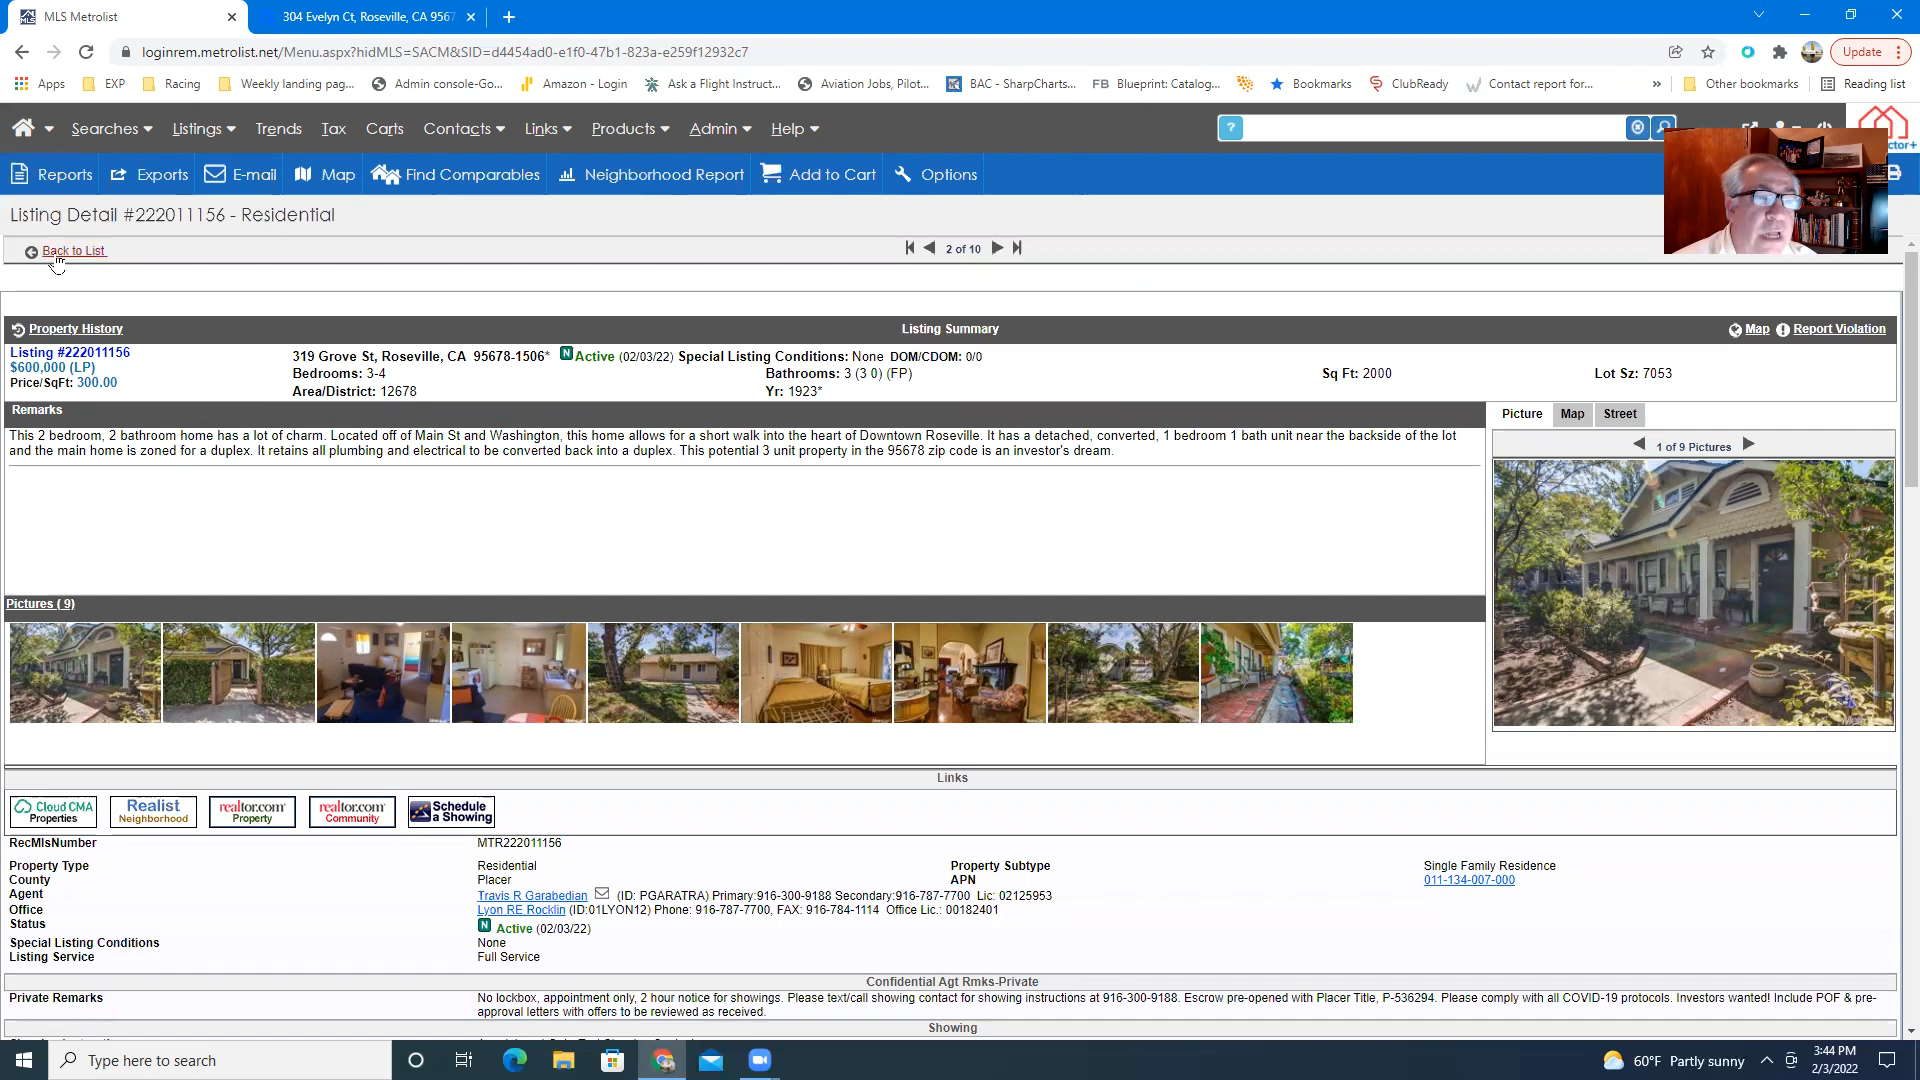 MLS Metrolist
304 Evelyn Ct, Roseville, CA 9567
loginrem.metrolist.net/Menu.aspx?hidMLS=SACM&SID=d4454ad0-e1f0-47b1-823a-e259f12932c7
Update
Apps EXP Racing Weekly landing pag... Admin console-Go... Amazon - Login Ask a Flight Instruct... Aviation Jobs, Pilot... BAC - SharpCharts... FB Blueprint: Catalog... Bookmarks ClubReady Contact report for... » Other bookmarks Reading list
Searches Listings Trends Tax Carts Contacts Links Products Admin Help
?
ctor+
Reports Exports E-mail Map Find Comparables Neighborhood Report Add to Cart Options
Listing Detail #222011156 - Residential
Back to List
2 of 10
Property History Listing Summary Map Report Violation
Listing #222011156
$600,000 (LP)
Price/SqFt: 300.00
319 Grove St, Roseville, CA 95678-1506* N Active (02/03/22) Special Listing Conditions: None DOM/CDOM: 0/0
Bedrooms: 3-4 Bathrooms: 3 (3 0) (FP) Sq Ft: 2000 Lot Sz: 7053
Area/District: 12678 Yr: 1923*
Remarks
This 2 bedroom, 2 bathroom home has a lot of charm. Located off of Main St and Washington, this home allows for a short walk into the heart of Downtown Roseville. It has a detached, converted, 1 bedroom 1 bath unit near the backside of the lot
and the main home is zoned for a duplex. It retains all plumbing and electrical to be converted back into a duplex. This potential 3 unit property in the 95678 zip code is an investor's dream.
Picture Map Street
1 of 9 Pictures
Pictures ( 9)
Links
Cloud CMA
Properties
Realist
Neighborhood
realtor.com
Property
realtor.com
Community
Schedule
a Showing
RecMlsNumber MTR222011156
Property Type Residential Property Subtype Single Family Residence
County Placer APN 011-134-007-000
Agent Travis R Garabedian (ID: PGARATRA) Primary:916-300-9188 Secondary:916-787-7700 Lic: 02125953
Office Lyon RE Rocklin (ID:01LYON12) Phone: 916-787-7700, FAX: 916-784-1114 Office Lic.: 00182401
Status N Active (02/03/22)
Special Listing Conditions None
Listing Service Full Service
Confidential Agt Rmks-Private
Private Remarks No lockbox, appointment only, 2 hour notice for showings. Please text/call showing contact for showing instructions at 916-300-9188. Escrow pre-opened with Placer Title, P-536294. Please comply with all COVID-19 protocols. Investors wanted! Include POF & pre-
approval letters with offers to be reviewed as received.
Showing
Type here to search
60°F Partly sunny
3:44 PM
2/3/2022